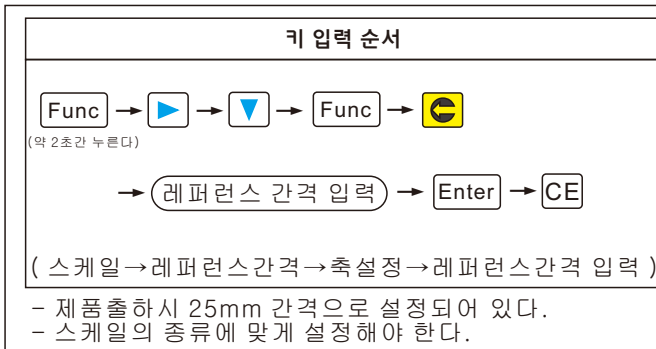 키 입력 순서
Func → ▶ → ▼ → Func →
(약 2초간 누른다)
→ 레퍼런스 간격 입력 → Enter → CE
( 스케일→레퍼런스간격→축설정→레퍼런스간격 입력 )
- 제품출하시 25mm 간격으로 설정되어 있다.
- 스케일의 종류에 맞게 설정해야 한다.